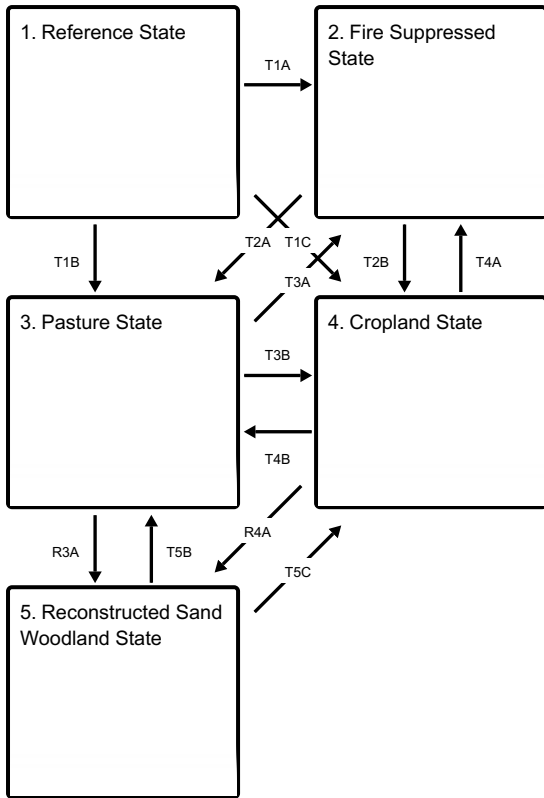 1. Reference State
2. Fire Suppressed
State
T1A
T2A
T1C
T1B
T3A
T2B
T4A
3. Pasture State
4. Cropland State
T3B
T4B
R4A
R3A
T5B
T5C
5. Reconstructed Sand
Woodland State